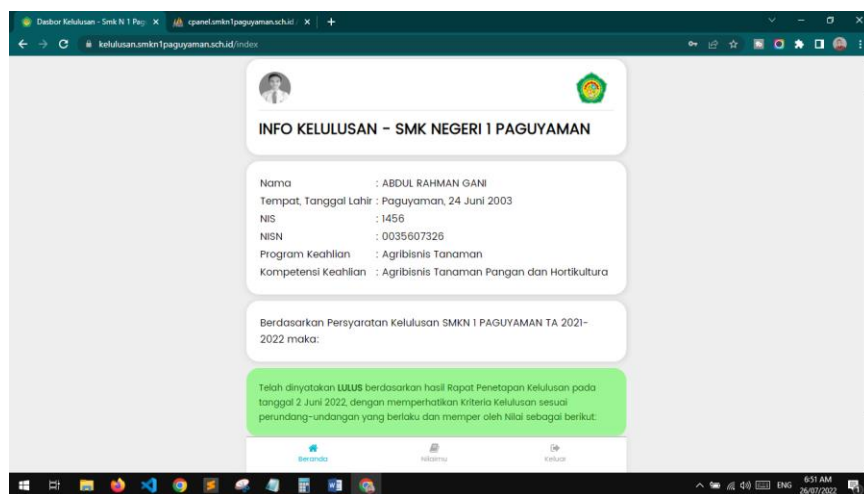 Dasbor Kelulusan - Smk N 1 Pag
cpanel.smkn1paguyaman.sch.id/
kelulusan.smkn1paguyaman.sch.id/index
INFO KELULUSAN - SMK NEGERI 1 PAGUYAMAN
Nama : ABDUL RAHMAN GANI
Tempat, Tanggal Lahir : Paguyaman, 24 Juni 2003
NIS : 1456
NISN : 0035607326
Program Keahlian : Agribisnis Tanaman
Kompetensi Keahlian : Agribisnis Tanaman Pangan dan Hortikultura
Berdasarkan Persyaratan Kelulusan SMKN 1 PAGUYAMAN TA 2021-
2022 maka:
Telah dinyatakan LULUS berdasarkan hasil Rapat Penetapan Kelulusan pada
tanggal 2 Juni 2022, dengan memperhatikan Kriteria Kelulusan sesuai
perundang-undangan yang berlaku dan memper oleh Nilai sebagai berikut:
Beranda Nilaimu Keluar
ENG 6:51 AM
26/07/2022